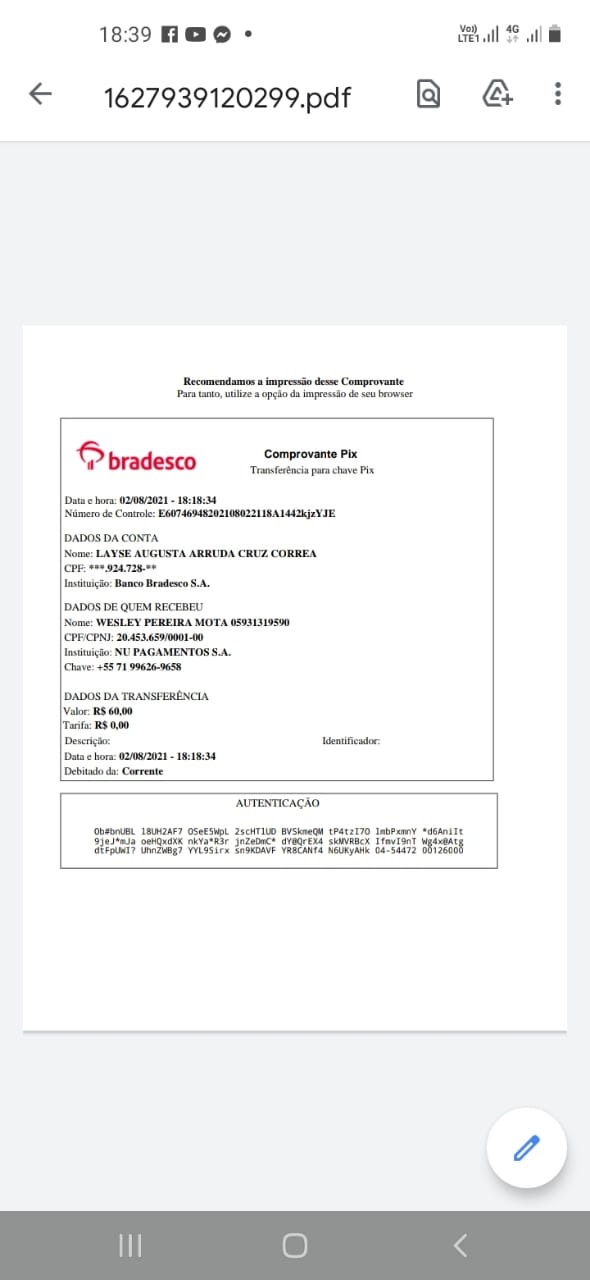 18:39
Vo))
LTE1
4G
1627939120299.pdf
Recomendamos a impressão desse Comprovante
Para tanto, utilize a opção da impressão de seu browser
bradesco
Comprovante Pix
Transferência para chave Pix
Data e hora: 02/08/2021 - 18:18:34
Número de Controle: E60746948202108022118A1442kjzYJE
DADOS DA CONTA
Nome: LAYSE AUGUSTA ARRUDA CRUZ CORREA
CPF: ***.924.728-**
Instituição: Banco Bradesco S.A.
DADOS DE QUEM RECEBEU
Nome: WESLEY PEREIRA MOTA 05931319590
CPF/CPNJ: 20.453.659/0001-00
Instituição: NU PAGAMENTOS S.A.
Chave: +55 71 99626-9658
DADOS DA TRANSFERÊNCIA
Valor: R$ 60,00
Tarifa: R$ 0,00
Descrição: Identificador:
Data e hora: 02/08/2021 - 18:18:34
Debitado da: Corrente
AUTENTICAÇÃO
Ob#bnUBL 18UH2AF7 OSeE5WpL 2scHT1UD BVSkmeQM tP4tzI7O 1mbPxmnY *d6AniIt
9jeJ*mJa oeHQxdXK nkYa*R3r jnZeDmC* dY@QrEX4 skMVRBcX IfmvI9nT Wg4x@Atg
dtFpUWI? UhnZWBg7 YYL9Sirx sn9KDAVF YR8CANf4 N6UKyAHk 04-54472 00126000